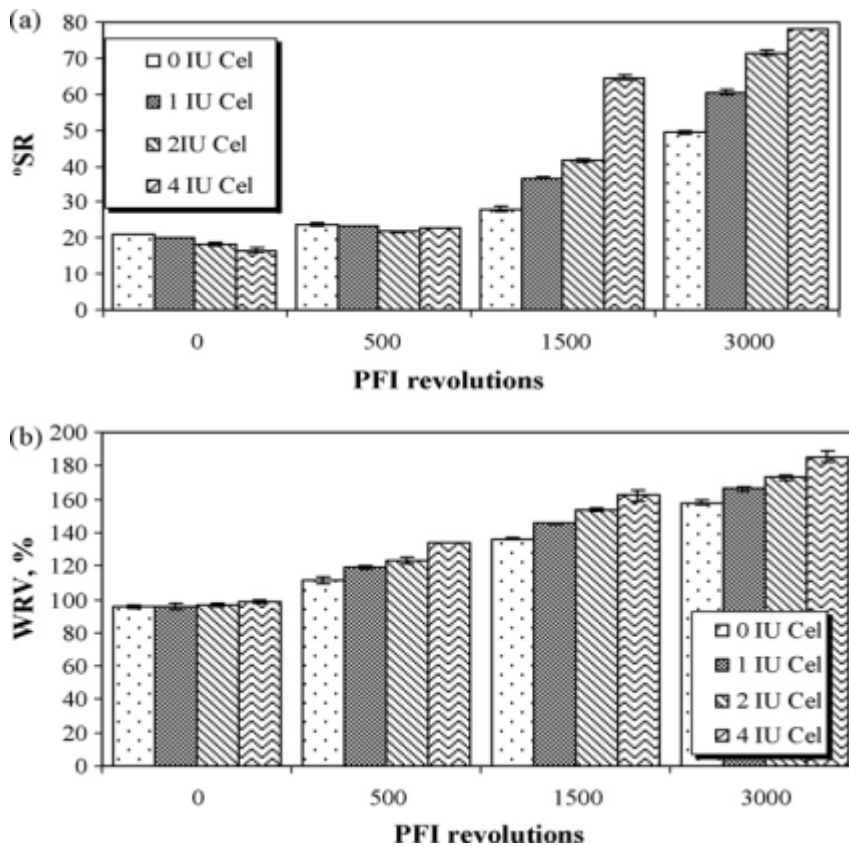 (a)
80
70
60
50
40
30
20
10
0
ºSR
0 IU Cel
1 IU Cel
2IU Cel
4 IU Cel
0 500 1500 3000
PFI revolutions
(b)
200
180
160
140
120
100
80
60
40
20
0
WRV, %
0 IU Cel
1 IU Cel
2 IU Cel
4 IU Cel
0 500 1500 3000
PFI revolutions